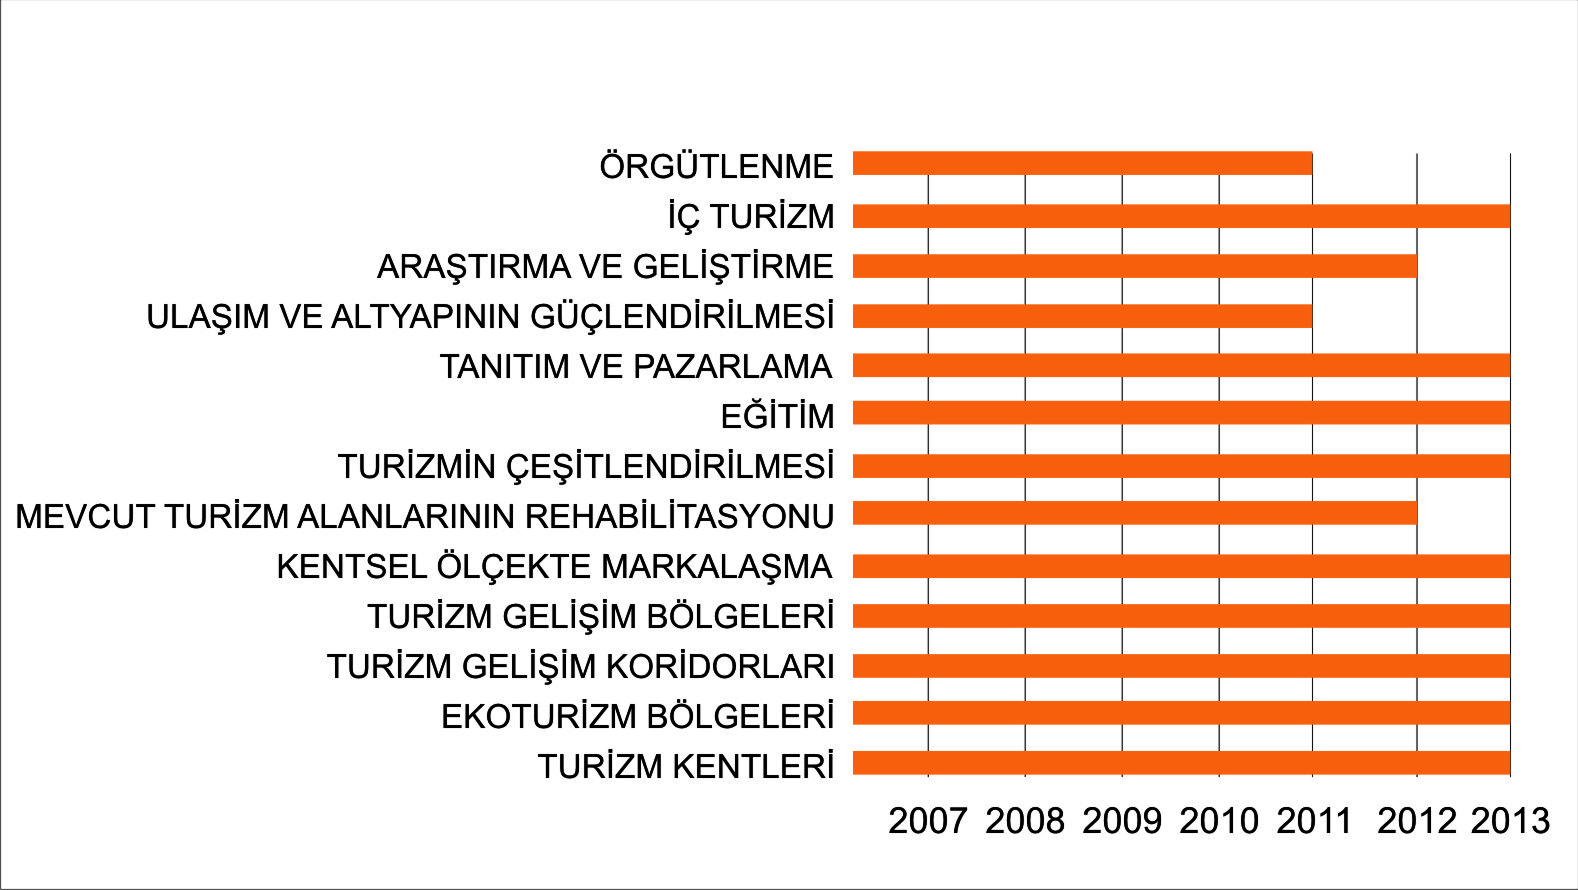 ÖRGÜTLENME
İÇ TURİZM
ARAŞTIRMA VE GELİŞTİRME
ULAŞIM VE ALTYAPININ GÜÇLENDİRİLMESİ
TANITIM VE PAZARLAMA
EĞİTİM
TURİZMİN ÇEŞİTLENDİRİLMESİ
MEVCUT TURİZM ALANLARININ REHABİLİTASYONU
KENTSEL ÖLÇEKTE MARKALAŞMA
TURİZM GELİŞİM BÖLGELERİ
TURİZM GELİŞİM KORİDORLARI
EKOTURİZM BÖLGELERİ
TURİZM KENTLERİ
2007 2008 2009 2010 2011 2012 2013